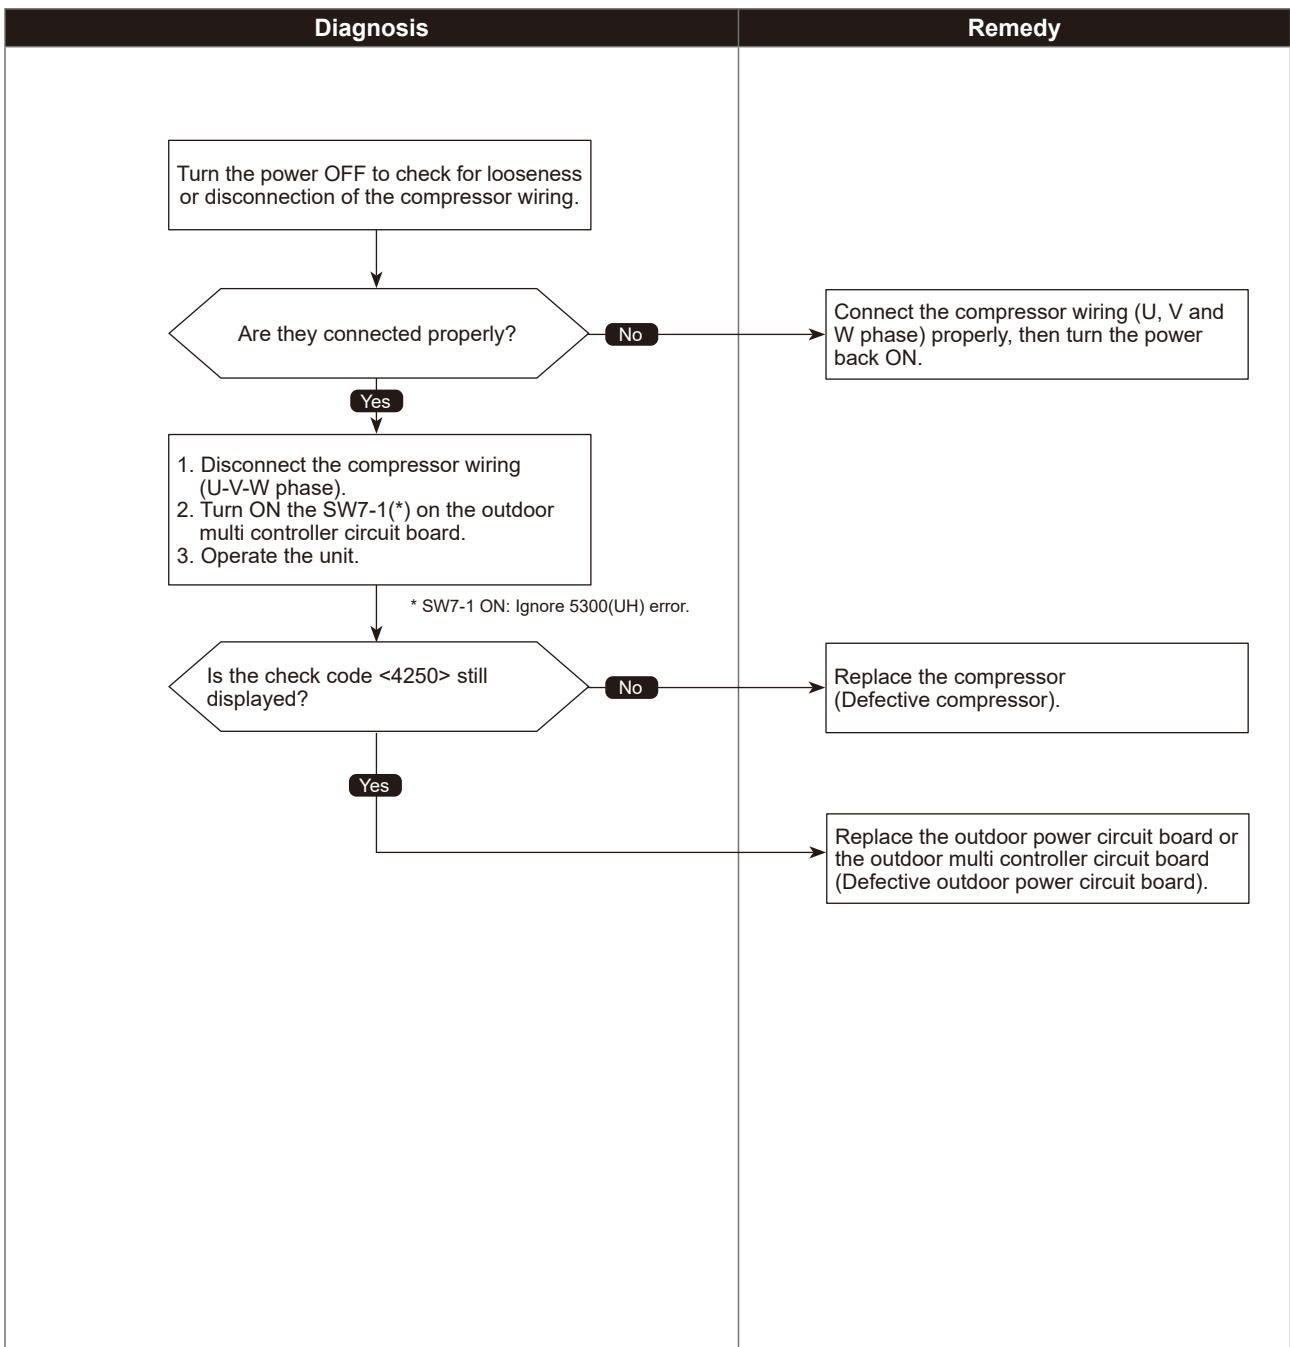 Diagnosis
Remedy
Turn the power OFF to check for looseness
or disconnection of the compressor wiring.
Are they connected properly?
No
Connect the compressor wiring (U, V and
W phase) properly, then turn the power
back ON.
Yes
1. Disconnect the compressor wiring
(U-V-W phase).
2. Turn ON the SW7-1(*) on the outdoor
multi controller circuit board.
3. Operate the unit.
* SW7-1 ON: Ignore 5300(UH) error.
Is the check code <4250> still
displayed?
No
Replace the compressor
(Defective compressor).
Yes
Replace the outdoor power circuit board or
the outdoor multi controller circuit board
(Defective outdoor power circuit board).